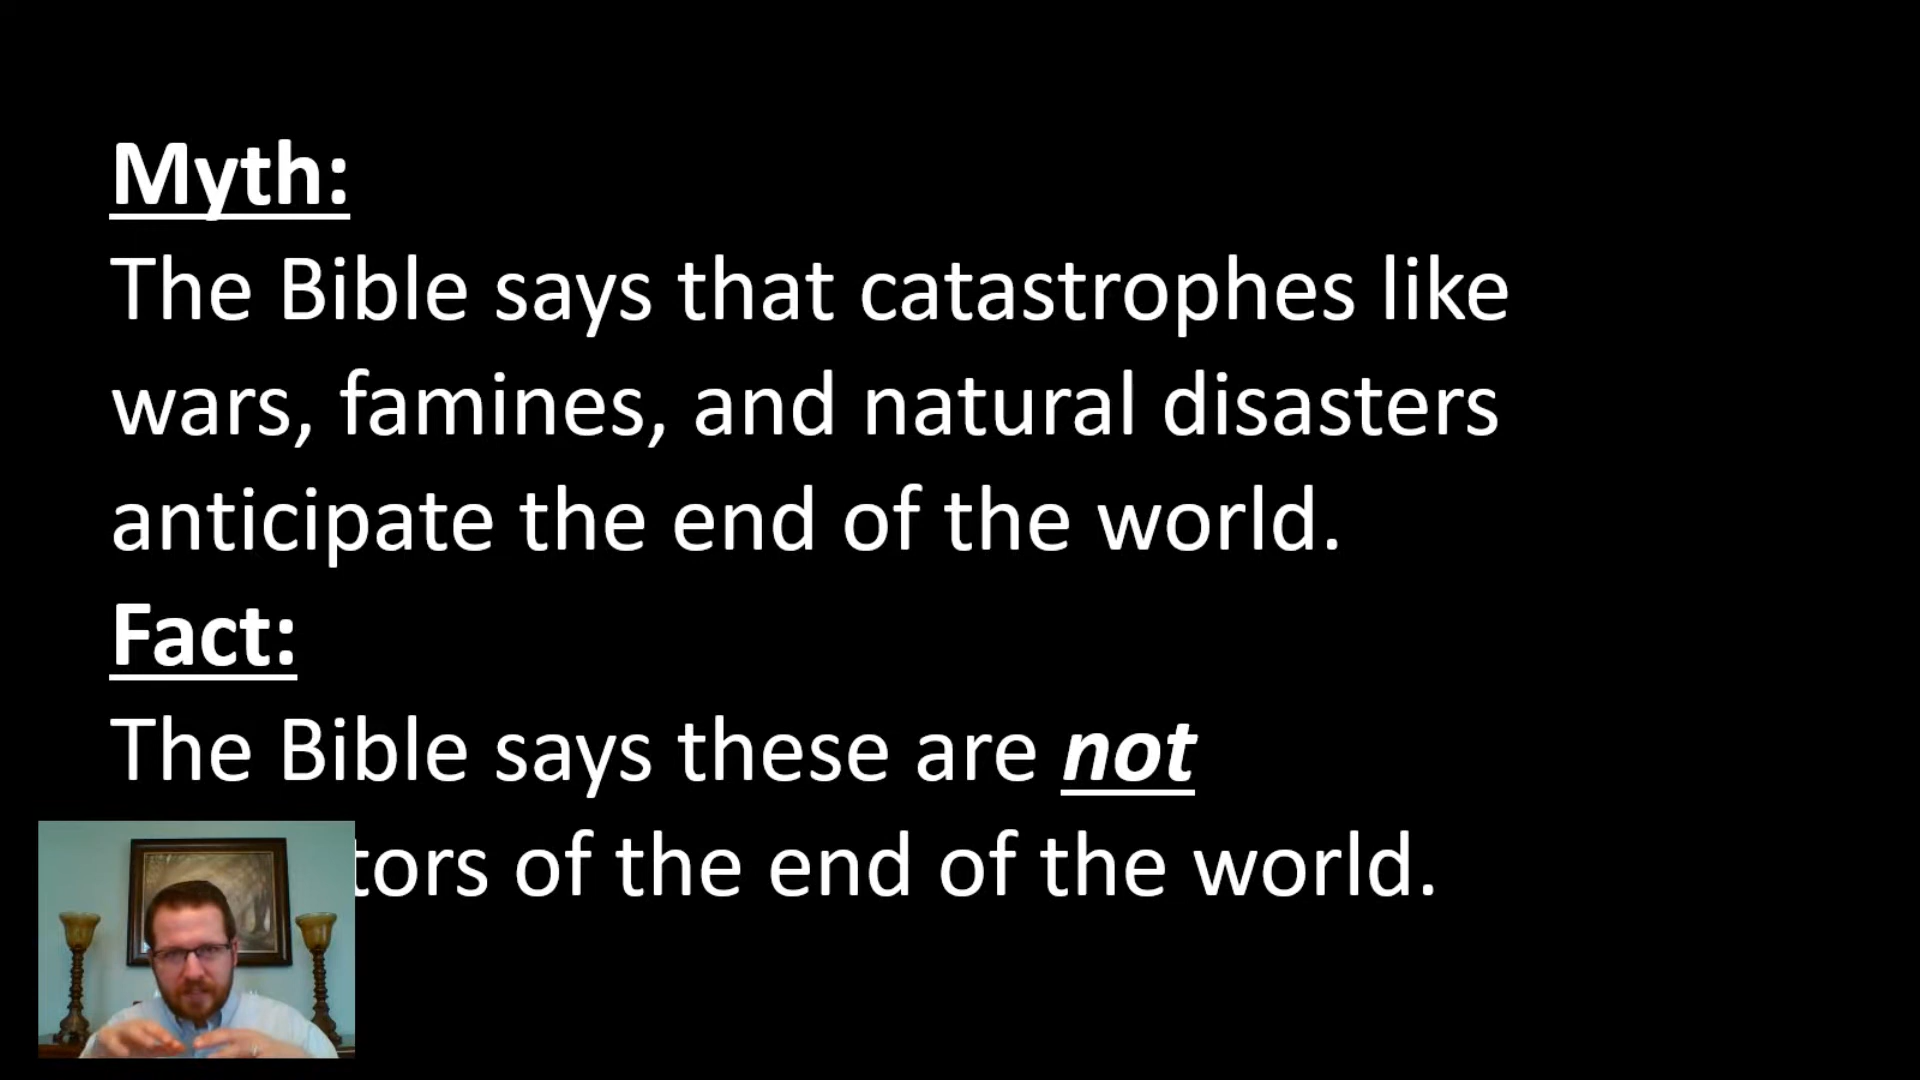 Myth:
The Bible says that catastrophes like
wars, famines, and natural disasters
anticipate the end of the world.
Fact:
The Bible says these are not
of the end of the world.